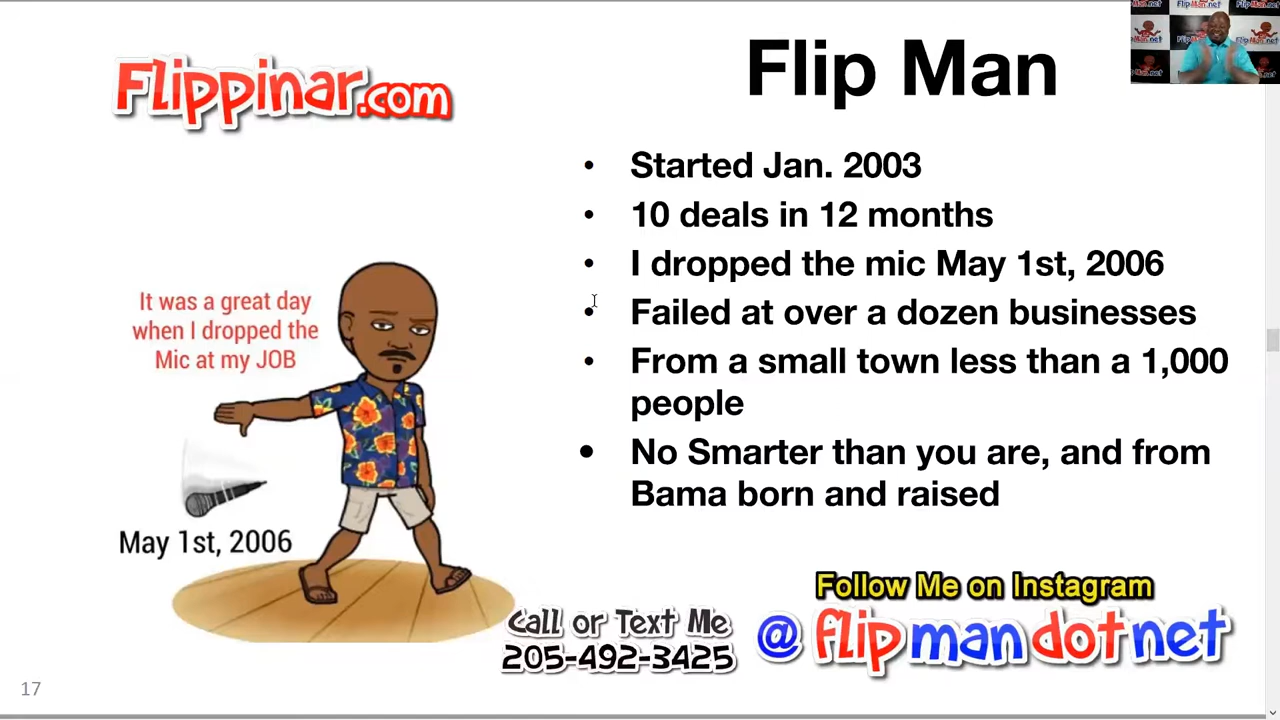 Flip Man
Flippinar.com
Started Jan. 2003
10 deals in 12 months
I dropped the mic May 1st, 2006
Failed at over a dozen businesses
From a small town less than a 1,000
people
No Smarter than you are, and from
Bama born and raised
It was a great day
when I dropped the
Mic at my JOB
May 1st, 2006
Call or Text Me
205-492-3425
Follow Me on Instagram
@ flipmandotnet
17